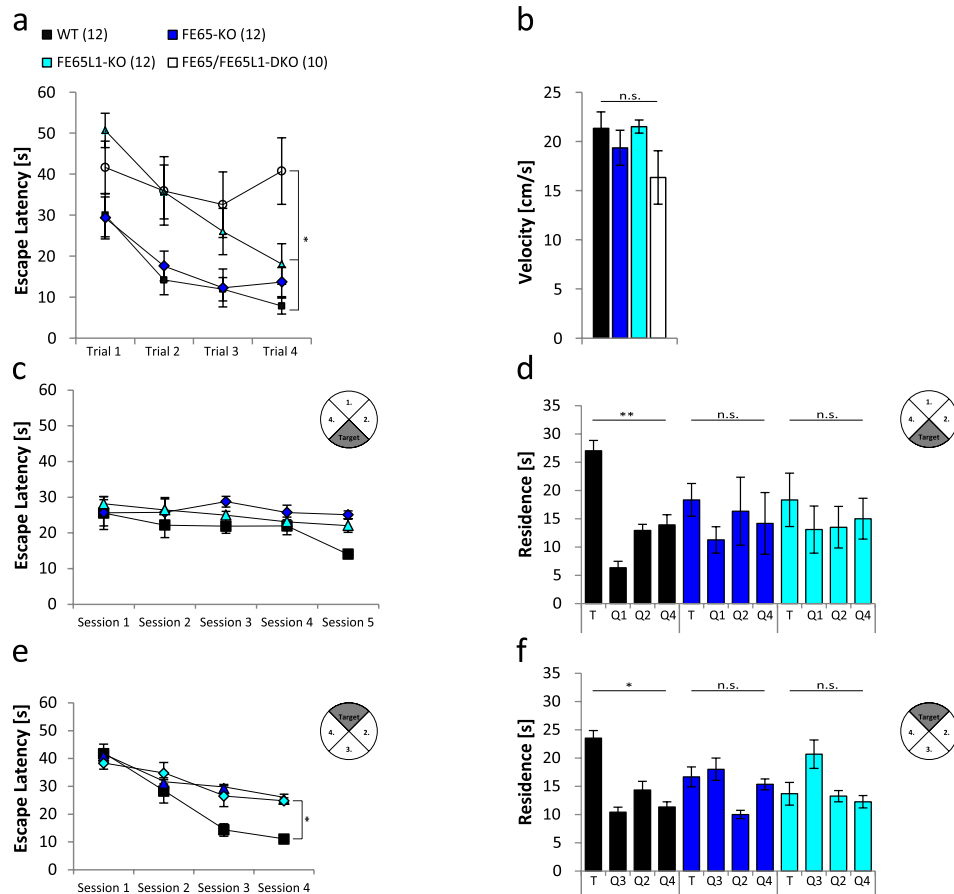 a
■ WT (12) ■ FE65-KO (12)
■ FE65L1-KO (12) □ FE65/FE65L1-DKO (10)
Escape Latency [s]
60
50
40
30
20
10
0
*
Trial 1 Trial 2 Trial 3 Trial 4
b
Velocity [cm/s]
25
20
15
10
5
0
n.s.
c
Escape Latency [s]
60
50
40
30
20
10
0
1.
4. 2.
Target
Session 1 Session 2 Session 3 Session 4 Session 5
d
Residence [s]
35
30
25
20
15
10
5
0
** n.s. n.s.
1.
4. 2.
Target
T Q1 Q2 Q4 T Q1 Q2 Q4 T Q1 Q2 Q4
e
Escape Latency [s]
60
50
40
30
20
10
0
Target
4. 2.
3.
*
Session 1 Session 2 Session 3 Session 4
f
Residence [s]
35
30
25
20
15
10
5
0
* n.s. n.s.
Target
4. 2.
3.
T Q3 Q2 Q4 T Q3 Q2 Q4 T Q3 Q2 Q4